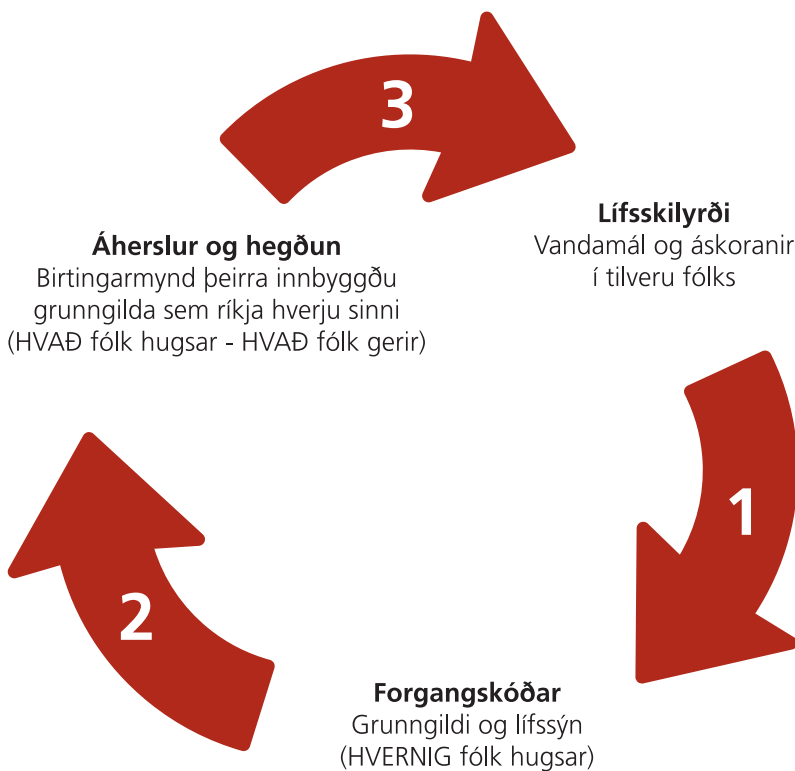 3
Lífsskilyrði
Vandamál og áskoranir
í tilveru fólks
1
Forgangskóðar
Grunngildi og lífssýn
(HVERNIG fólk hugsar)
2
Áherslur og hegðun
Birtingarmynd þeirra innbyggðu
grunngilda sem ríkja hverju sinni
(HVAÐ fólk hugsar - HVAÐ fólk gerir)